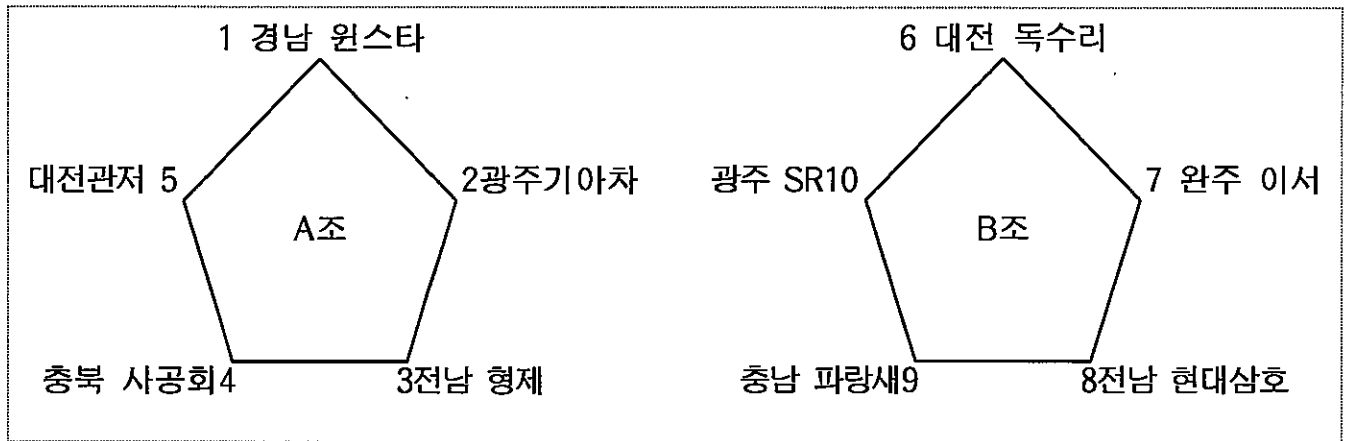 1 경남 윈스타
6 대전 독수리
대전관저 5
2광주기아차
광주 SR10
7 완주 이서
A조
B조
충북 사공회4
3전남 형제
충남 파랑새9
8전남 현대삼호